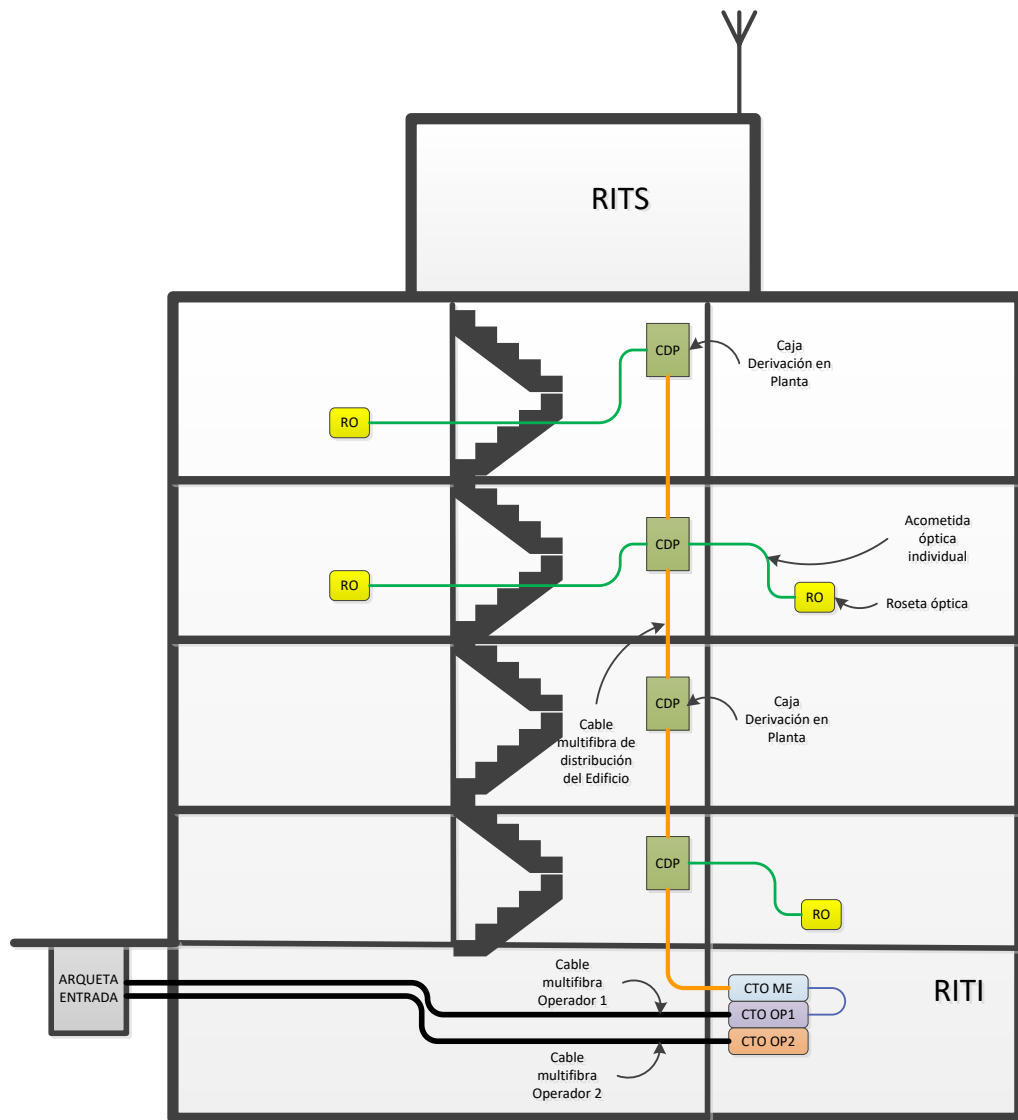 RITS
CDP
Caja
Derivación en
Planta
RO
CDP
Acometida
óptica
individual
RO
RO
Roseta óptica
CDP
Caja
Derivación en
Planta
Cable
multifibra de
distribución
del Edificio
CDP
RO
ARQUETA
ENTRADA
Cable
multifibra
Operador 1
CTO ME
CTO OP1
CTO OP2
RITI
Cable
multifibra
Operador 2